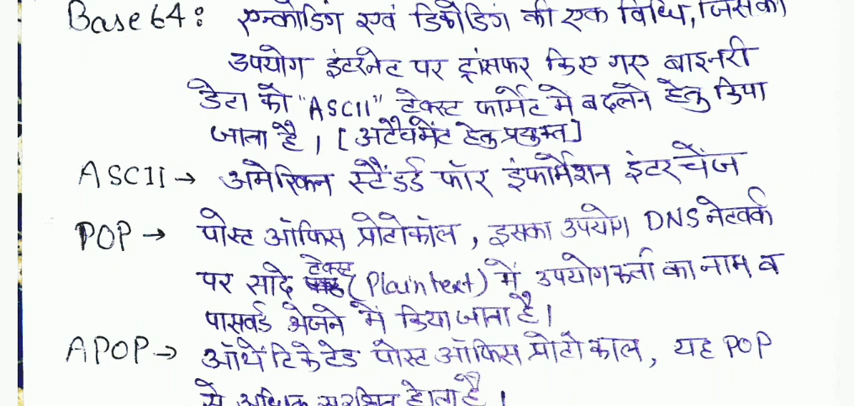 Base64: एन्कोडिंग एवं डिकोडिंग की एक विधि, जिसका
उपयोग इंटरनेट पर ट्रांसफर किए गए बाइनरी
डेटा को "ASCII" टेक्स्ट फॉर्मेट मे बदलने हेतु किया
जाता है। [अटैचमेंट हेतु प्रयुक्त]
ASCII → अमेरिकन स्टैंडर्ड फॉर इंफार्मेशन इंटरचेंज
POP → पोस्ट ऑफिस प्रोटोकॉल, इसका उपयोग DNS नेटवर्क
पर सादे टेक्स्ट (Plain text) में उपयोगकर्ता का नाम व
पासवर्ड भेजने में किया जाता है।
APOP → ऑथेंटिकेटेड पोस्ट ऑफिस प्रोटोकाल, यह POP
से अधिक सुरक्षित होता है।